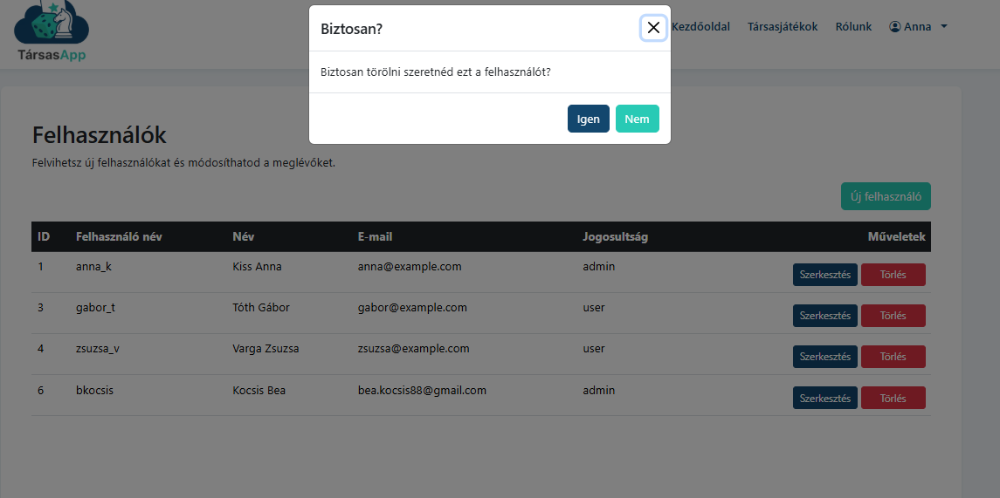 TársasApp
Kezdőoldal Társasjátékok Rólunk Anna
Biztosan?
Biztosan törölni szeretnéd ezt a felhasználót?
Igen Nem
Felhasználók
Felvihetsz új felhasználókat és módosíthatod a meglévőket.
Új felhasználó
ID Felhasználó név Név E-mail Jogosultság Műveletek
1 anna_k Kiss Anna anna@example.com admin Szerkesztés Törlés
3 gabor_t Tóth Gábor gabor@example.com user Szerkesztés Törlés
4 zsuzsa_v Varga Zsuzsa zsuzsa@example.com user Szerkesztés Törlés
6 bkocsis Kocsis Bea bea.kocsis88@gmail.com admin Szerkesztés Törlés